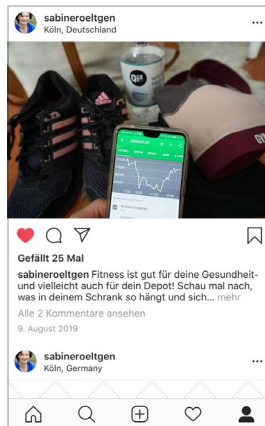 sabineroeltgen
Köln, Deutschland
Gefällt 25 Mal
sabineroeltgen Fitness ist gut für deine Gesundheit-
und vielleicht auch für dein Depot! Schau mal nach,
was in deinem Schrank so hängt und sich... mehr
Alle 2 Kommentare ansehen
9. August 2019
sabineroeltgen
Köln, Germany